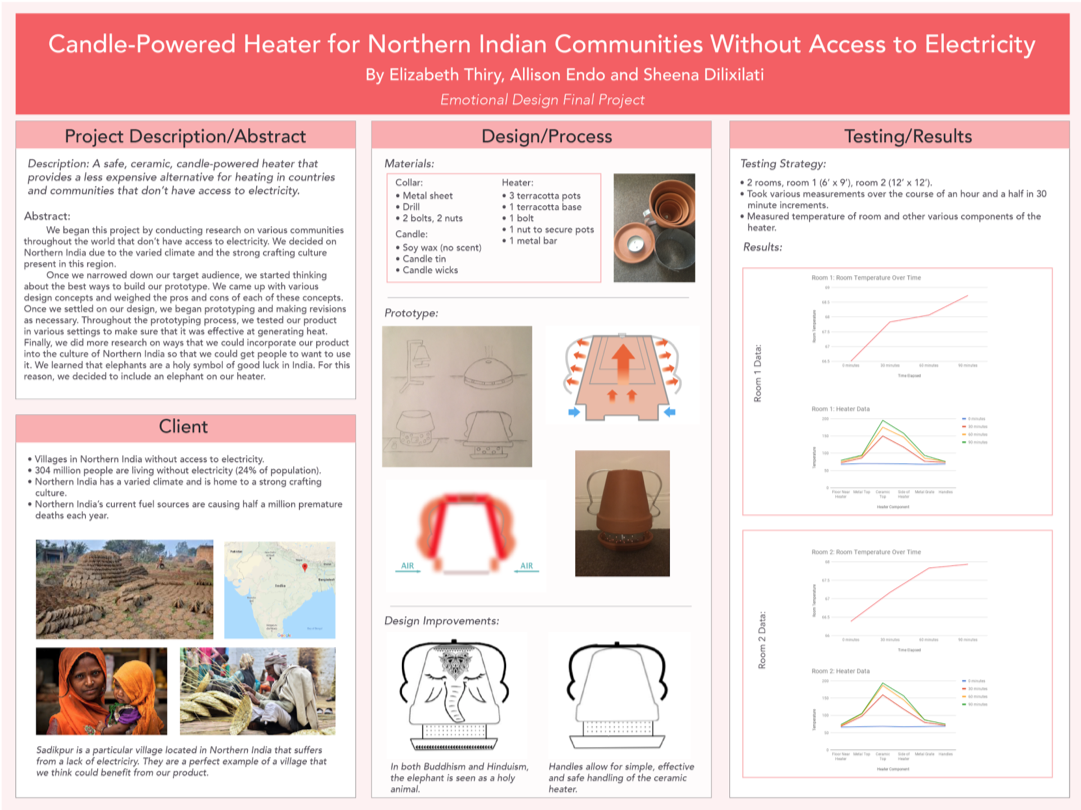 Candle-Powered Heater for Northern Indian Communities Without Access to Electricity
By Elizabeth Thiry, Allison Endo and Sheena Dilixilati
Emotional Design Final Project
Project Description/Abstract
Description: A safe, ceramic, candle-powered heater that
provides a less expensive alternative for heating in countries
and communities that don't have access to electricity.
Abstract:
We began this project by conducting research on various communities
throughout the world that don't have access to electricity. We decided on
Northern India due to the varied climate and the strong crafting culture
present in this region.
Once we narrowed down our target audience, we started thinking
about the best ways to build our prototype. We came up with various
design concepts and weighed the pros and cons of each of these concepts.
Once we settled on our design, we began prototyping and making revisions
as necessary. Throughout the prototyping process, we tested our product
in various settings to make sure that it was effective at generating heat.
Finally, we did more research on ways that we could incorporate our product
into the culture of Northern India so that we could get people to want to use
it. We learned that elephants are a holy symbol of good luck in India. For this
reason, we decided to include an elephant on our heater.
Client
• Villages in Northern India without access to electricity.
• 304 million people are living without electricity (24% of population).
• Northern India has a varied climate and is home to a strong crafting
culture.
• Northern India's current fuel sources are causing half a million premature
deaths each year.
India
Sadikpur is a particular village located in Northern India that suffers
from a lack of electricity. They are a perfect example of a village that
we think could benefit from our product.
Design/Process
Materials:
Collar:
• Metal sheet
• Drill
• 2 bolts, 2 nuts
Candle:
• Soy wax (no scent)
• Candle tin
• Candle wicks
Heater:
• 3 terracotta pots
• 1 terracotta base
• 1 bolt
• 1 nut to secure pots
• 1 metal bar
Prototype:
AIR
AIR
Design Improvements:
In both Buddhism and Hinduism,
the elephant is seen as a holy
animal.
Handles allow for simple, effective
and safe handling of the ceramic
heater.
Testing/Results
Testing Strategy:
• 2 rooms, room 1 (6' x 9'), room 2 (12' x 12').
• Took various measurements over the course of an hour and a half in 30
minute increments.
• Measured temperature of room and other various components of the
heater.
Results:
Room 1 Data:
Room 1: Room Temperature Over Time
Room Temperature
0 minutes
30 minutes
60 minutes
90 minutes
Time Elapsed
Room 1: Heater Data
Temperature
200
150
100
50
0
Floor Near Heater
Metal Top
Ceramic Top
Side of Heater
Metal Grate
Handles
Heater Component
0 minutes
30 minutes
60 minutes
90 minutes
Room 2 Data:
Room 2: Room Temperature Over Time
Room Temperature
0 minutes
30 minutes
60 minutes
90 minutes
Time Elapsed
Room 2: Heater Data
Temperature
200
150
100
50
0
Floor Near Heater
Metal Top
Ceramic Top
Side of Heater
Metal Grate
Handles
Heater Component
0 minutes
30 minutes
60 minutes
90 minutes